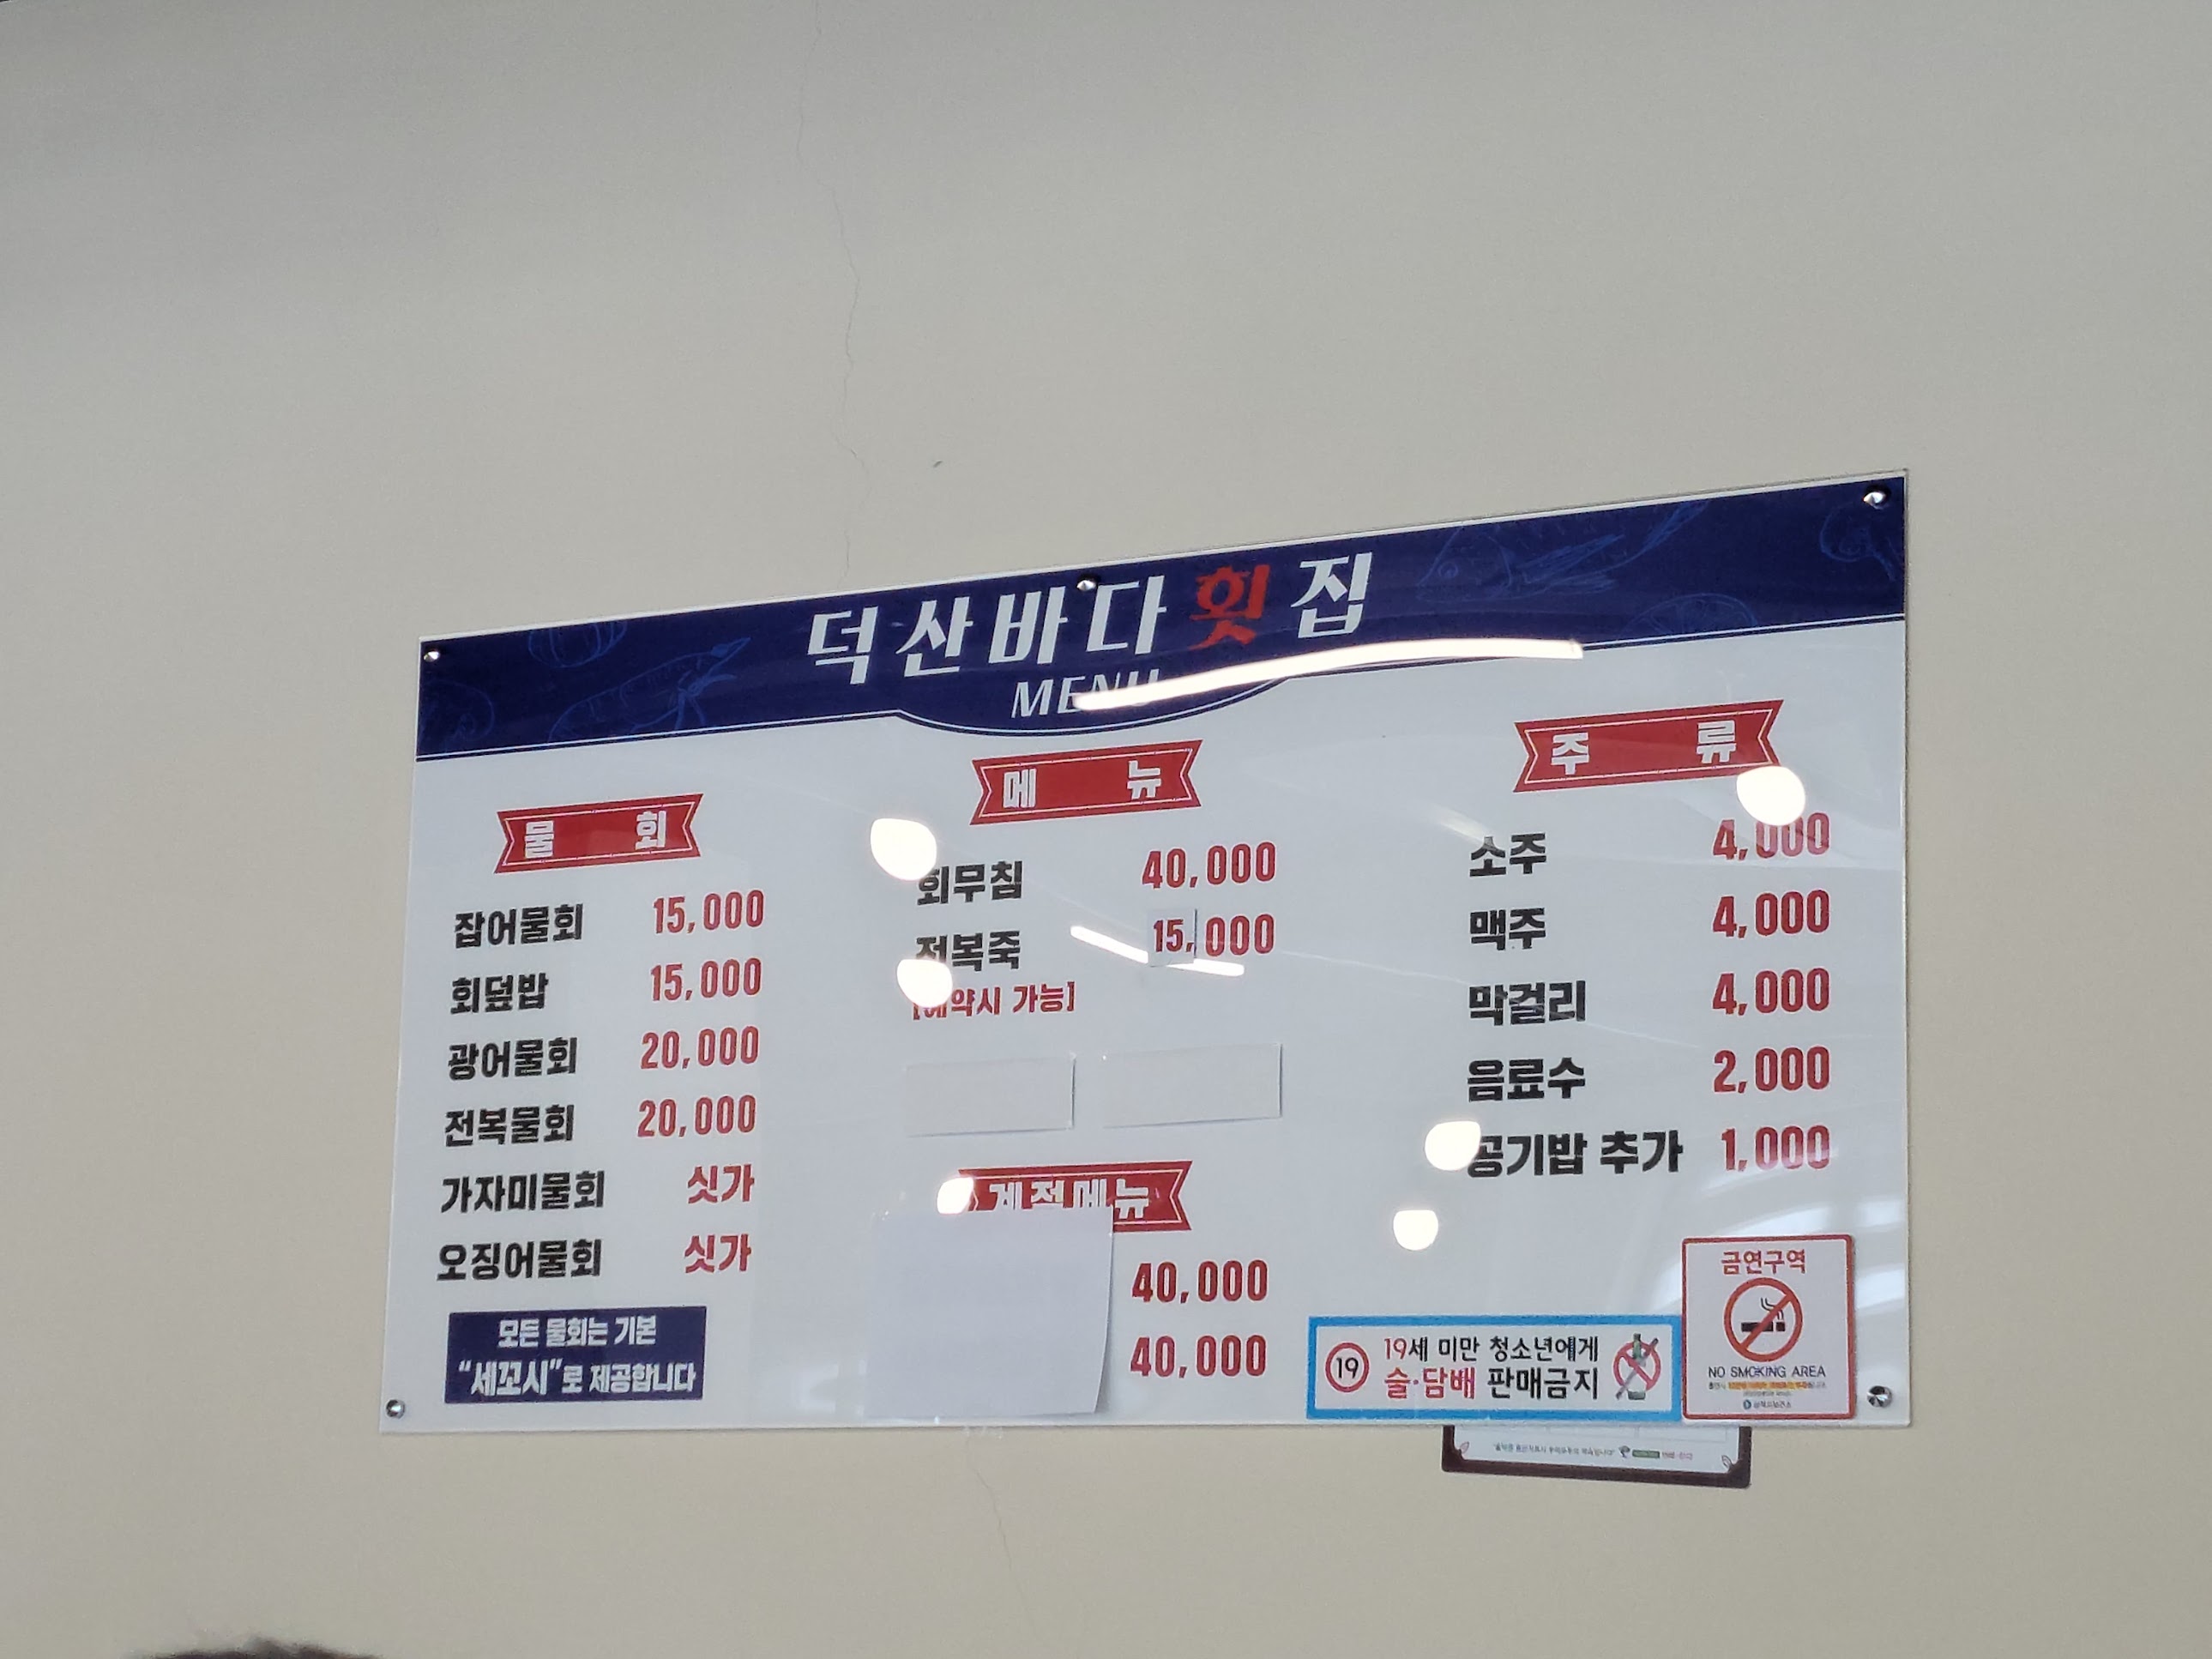 덕산바다횟집
MENU
물 회
잡어물회 15,000
회덮밥 15,000
광어물회 20,000
전복물회 20,000
가자미물회 싯가
오징어물회 싯가
모든 물회는 기본
"세꼬시"로 제공합니다
메 뉴
회무침 40,000
전복죽 15,000
[예약시 가능]
계절메뉴
40,000
40,000
주 류
소주 4,000
맥주 4,000
막걸리 4,000
음료수 2,000
공기밥 추가 1,000
19
19세 미만 청소년에게
술·담배 판매금지
금연구역
NO SMOKING AREA